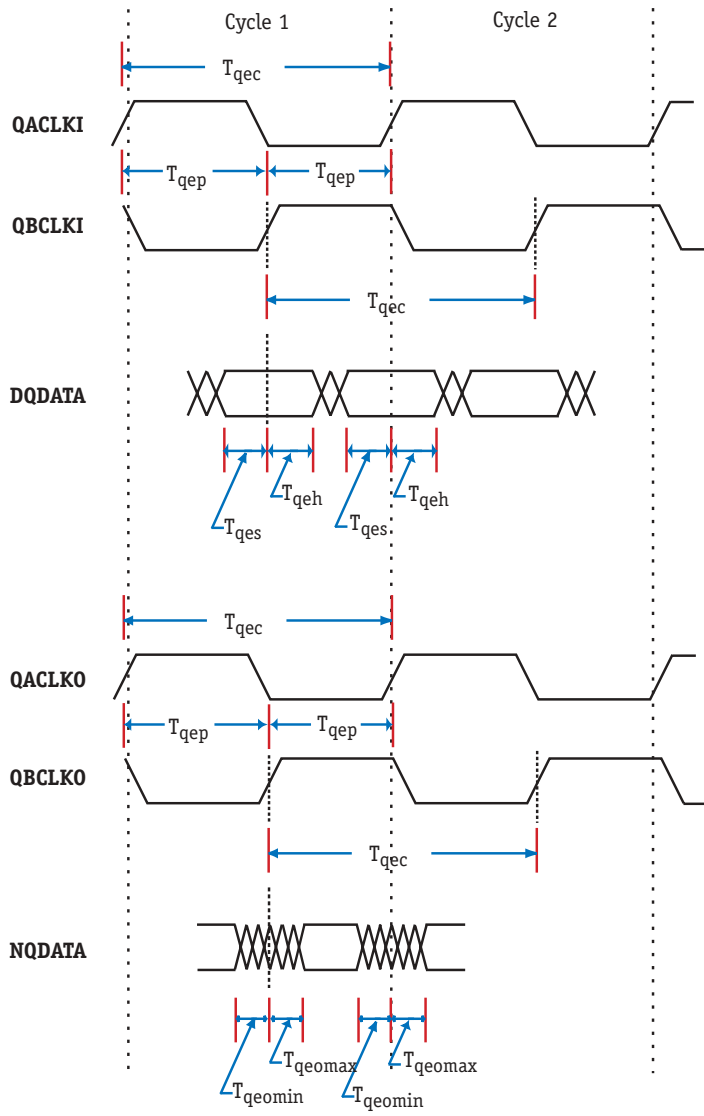 Cycle 1 Cycle 2
Tqec
QACLKI
Tqep Tqep
QBCLKI
Tqec
DQDATA
Tqeh Tqeh
Tqes Tqes
Tqec
QACLKO
Tqep Tqep
QBCLKO
Tqec
NQDATA
Tqeomax Tqeomax
Tqeomin Tqeomin